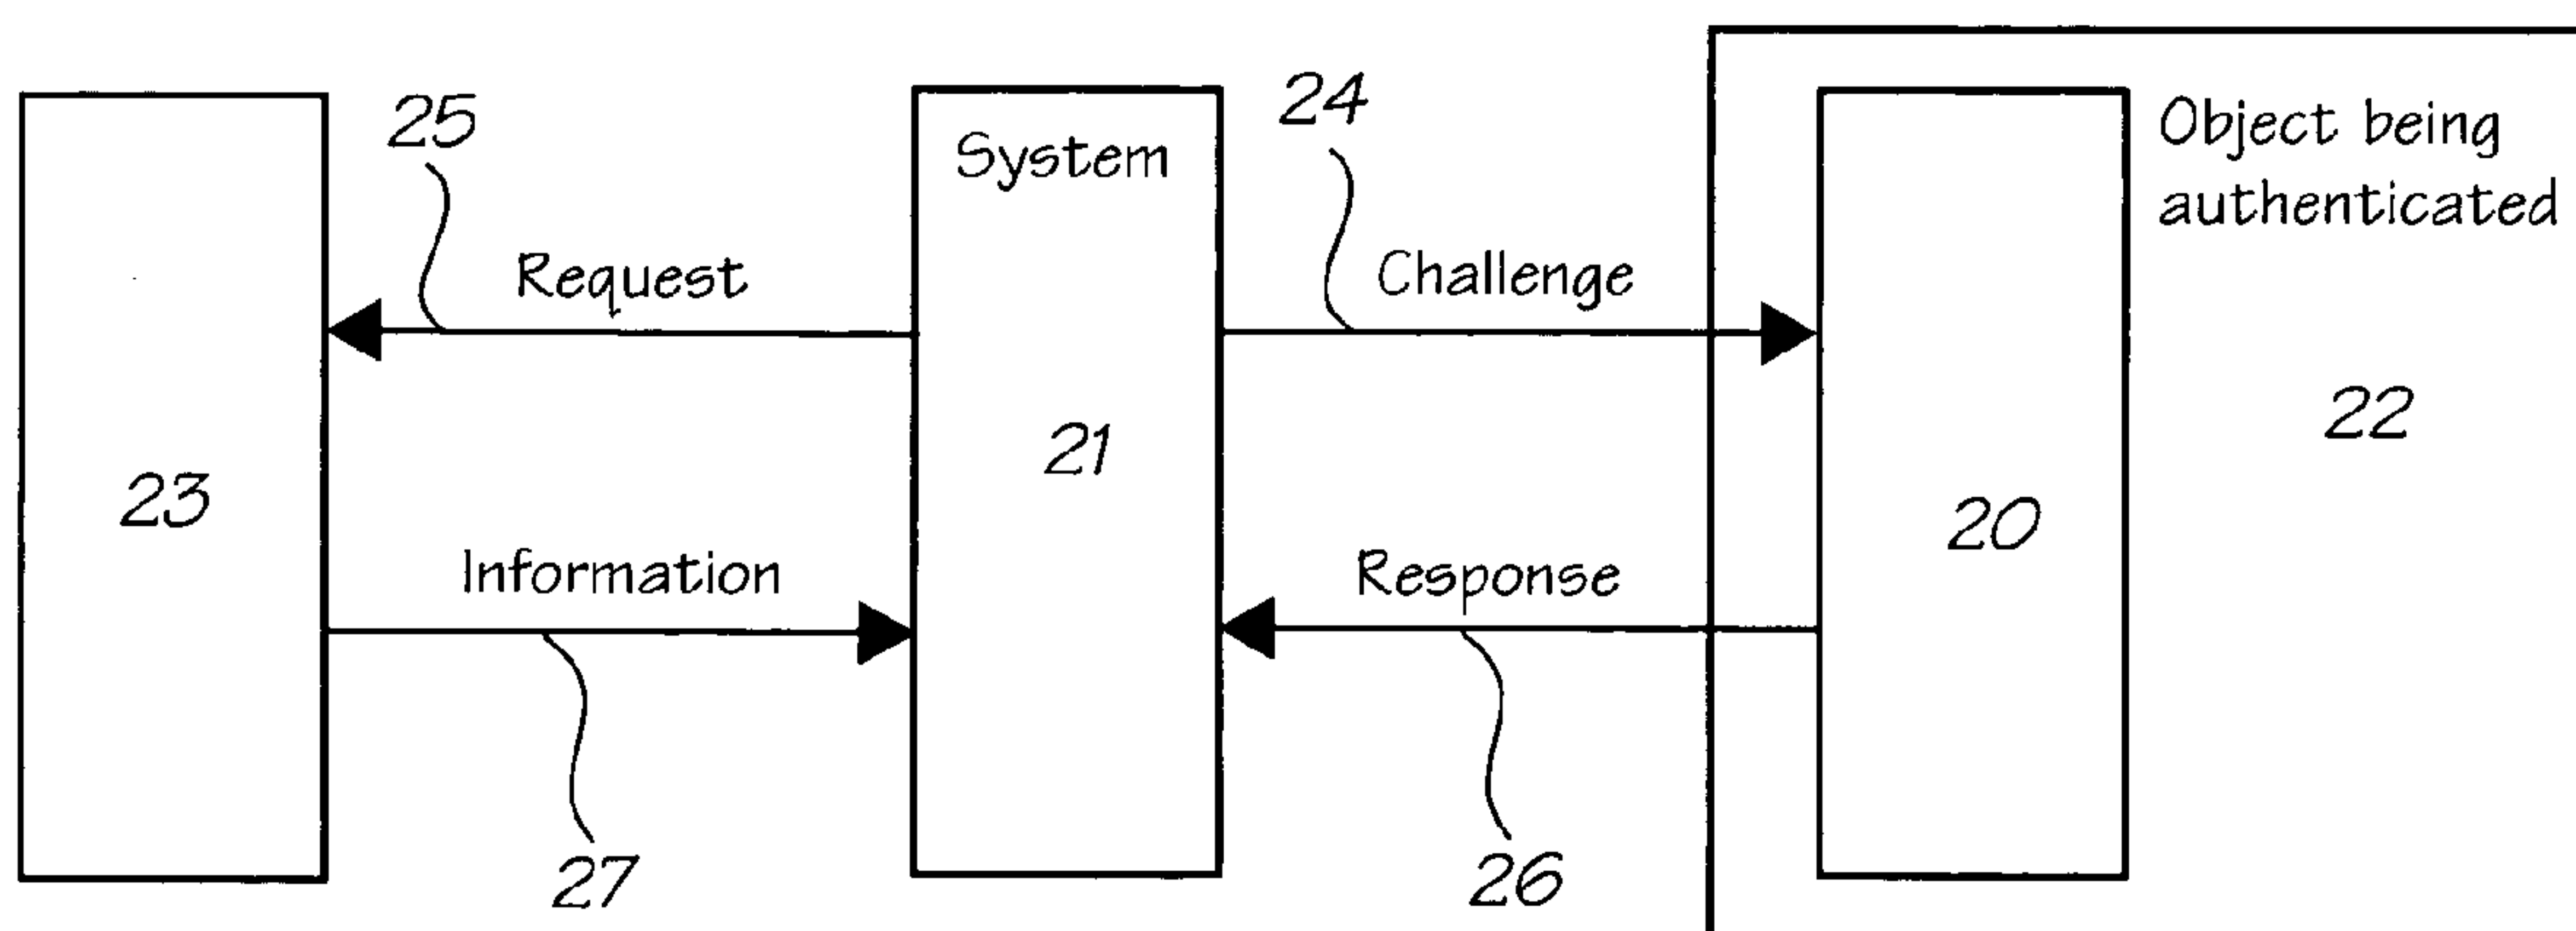 25
24
System
Object being
authenticated
Request
Challenge
22
21
23
20
Information
Response
27
26